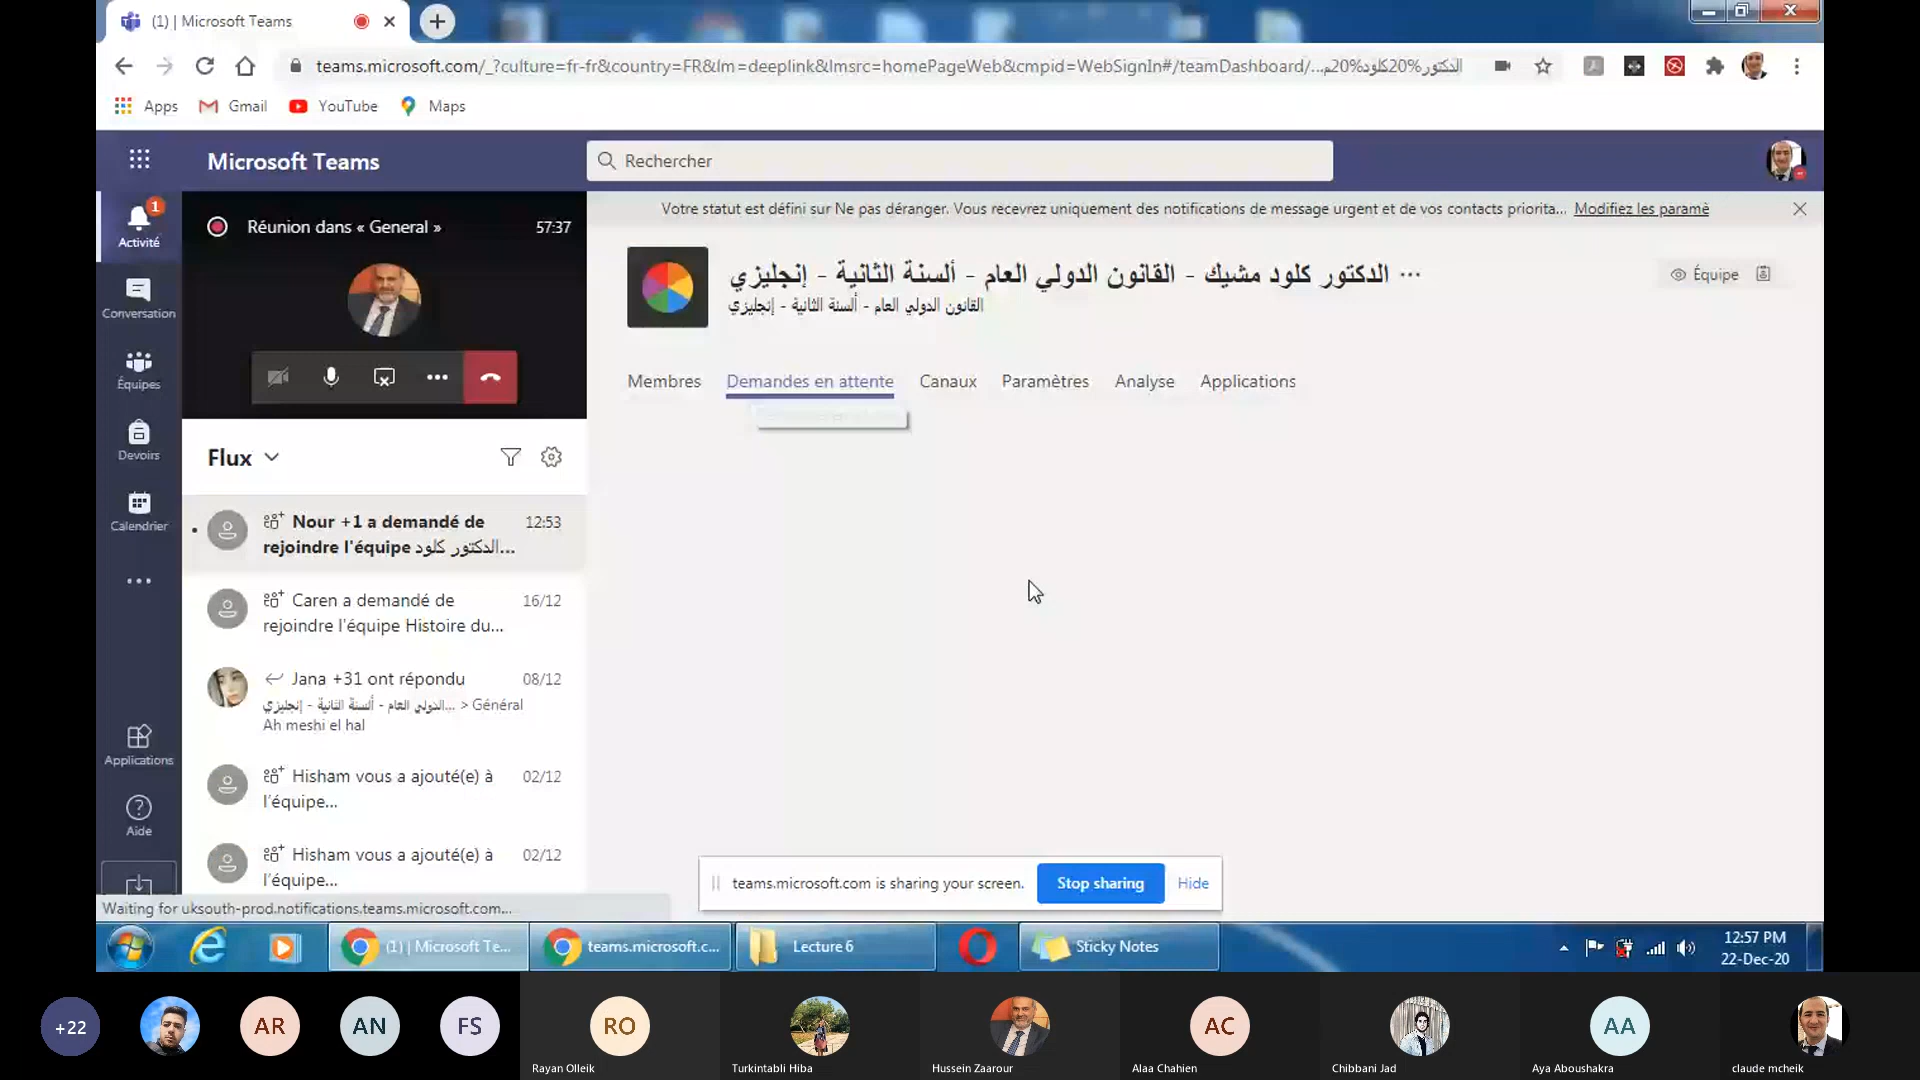 (1) | Microsoft Teams
teams.microsoft.com/_?culture=fr-fr&country=FR&lm=deeplink&lmsrc=homePageWeb&cmpid=WebSignIn#/teamDashboard/...الدكتور%20كلود%20م
Apps
Gmail
YouTube
Maps
Microsoft Teams
Rechercher
1
Activité
Conversation
Équipes
Devoirs
Calendrier
Applications
Aide
Réunion dans « General »
57:37
Votre statut est défini sur Ne pas déranger. Vous recevrez uniquement des notifications de message urgent et de vos contacts priorita... Modifiez les paramè
الدكتور كلود مشيك - القانون الدولي العام - ألسنة الثانية - إنجليزي
القانون الدولي العام - ألسنة الثانية - إنجليزي
Équipe
Membres
Demandes en attente
Canaux
Paramètres
Analyse
Applications
Flux
Nour +1 a demandé de
12:53
rejoindre l'équipe الدكتور كلود...
Caren a demandé de
16/12
rejoindre l'équipe Histoire du...
Jana +31 ont répondu
08/12
...الدولي العام - ألسنة الثانية - إنجليزي > Général
Ah meshi el hal
Hisham vous a ajouté(e) à
02/12
l'équipe...
Hisham vous a ajouté(e) à
02/12
l'équipe...
teams.microsoft.com is sharing your screen.
Stop sharing
Hide
Waiting for uksouth-prod.notifications.teams.microsoft.com...
(1) | Microsoft Te...
teams.microsoft.c...
Lecture 6
Sticky Notes
12:57 PM
22-Dec-20
+22
AR
AN
FS
RO
Rayan Olleik
Turkintabli Hiba
Hussein Zaarour
AC
Alaa Chahien
Chibbani Jad
AA
Aya Aboushakra
claude mcheik